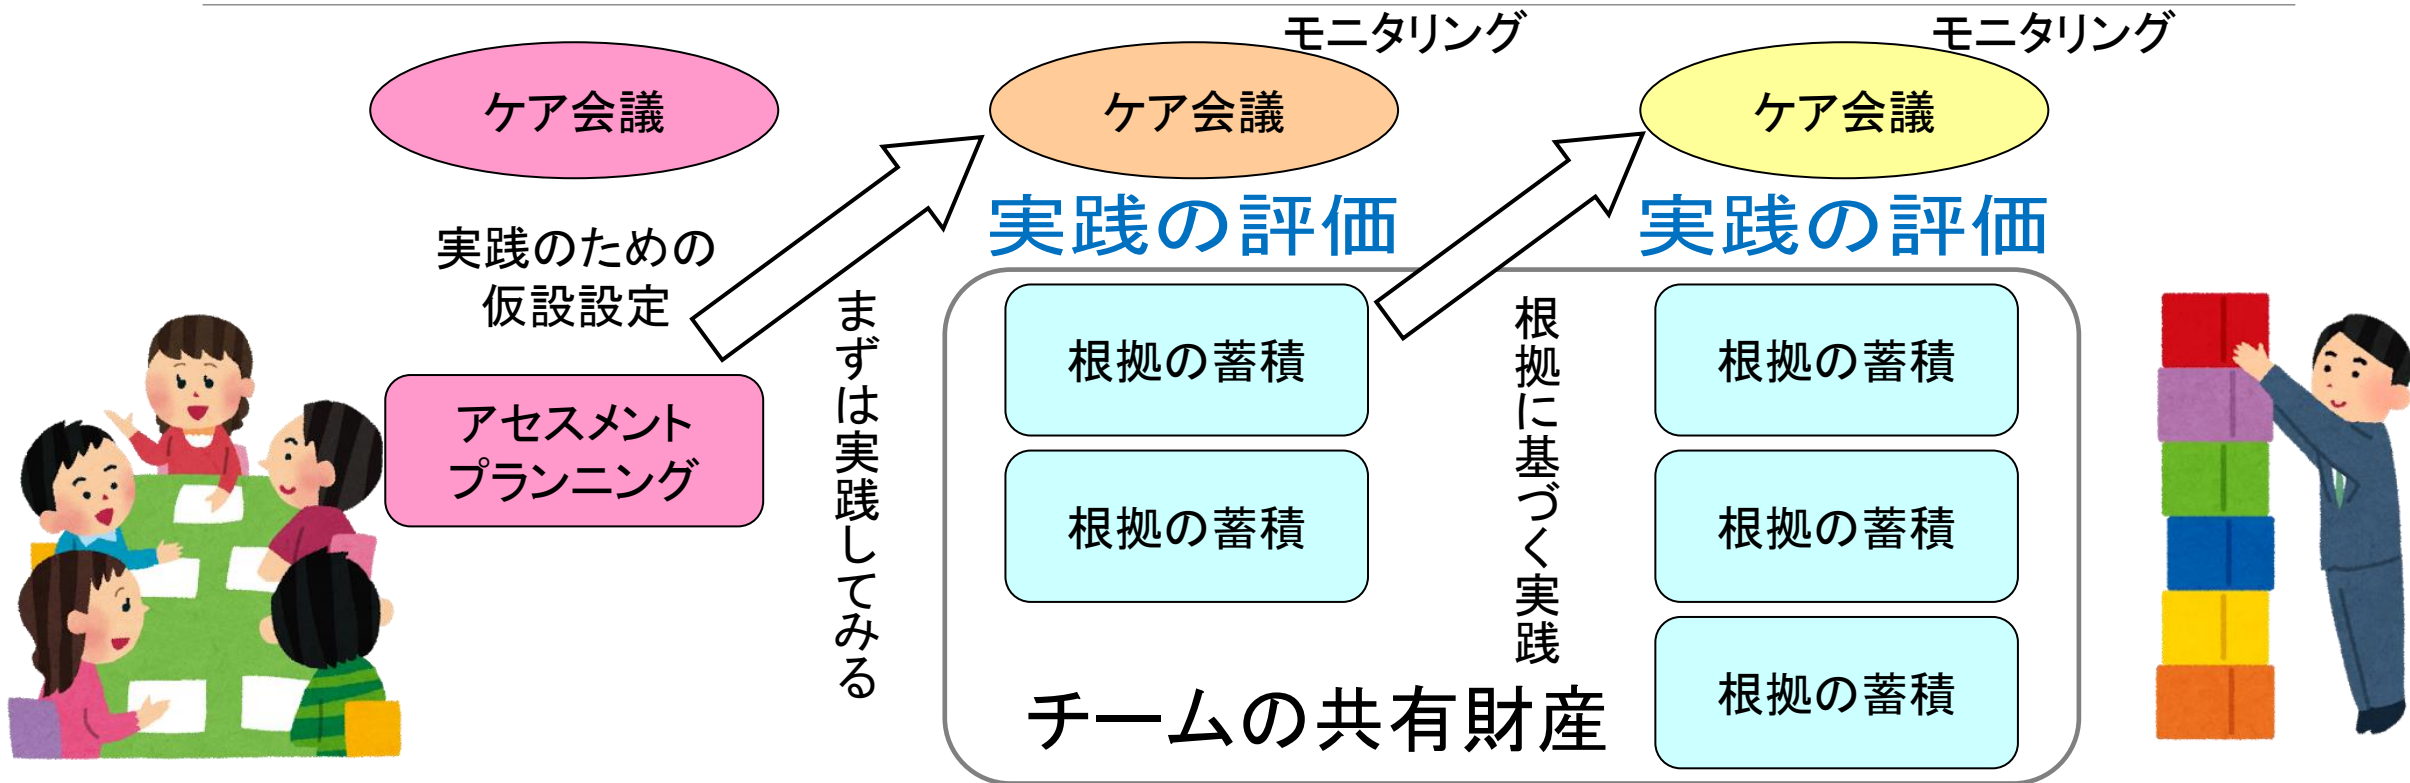 モニタリング
モニタリング
ケア会議
ケア会議
ケア会議
実践の評価
実践の評価
実践のための
仮設設定
まずは実践してみる
根拠に基づく実践
アセスメント
プランニング
根拠の蓄積
根拠の蓄積
根拠の蓄積
根拠の蓄積
根拠の蓄積
チームの共有財産